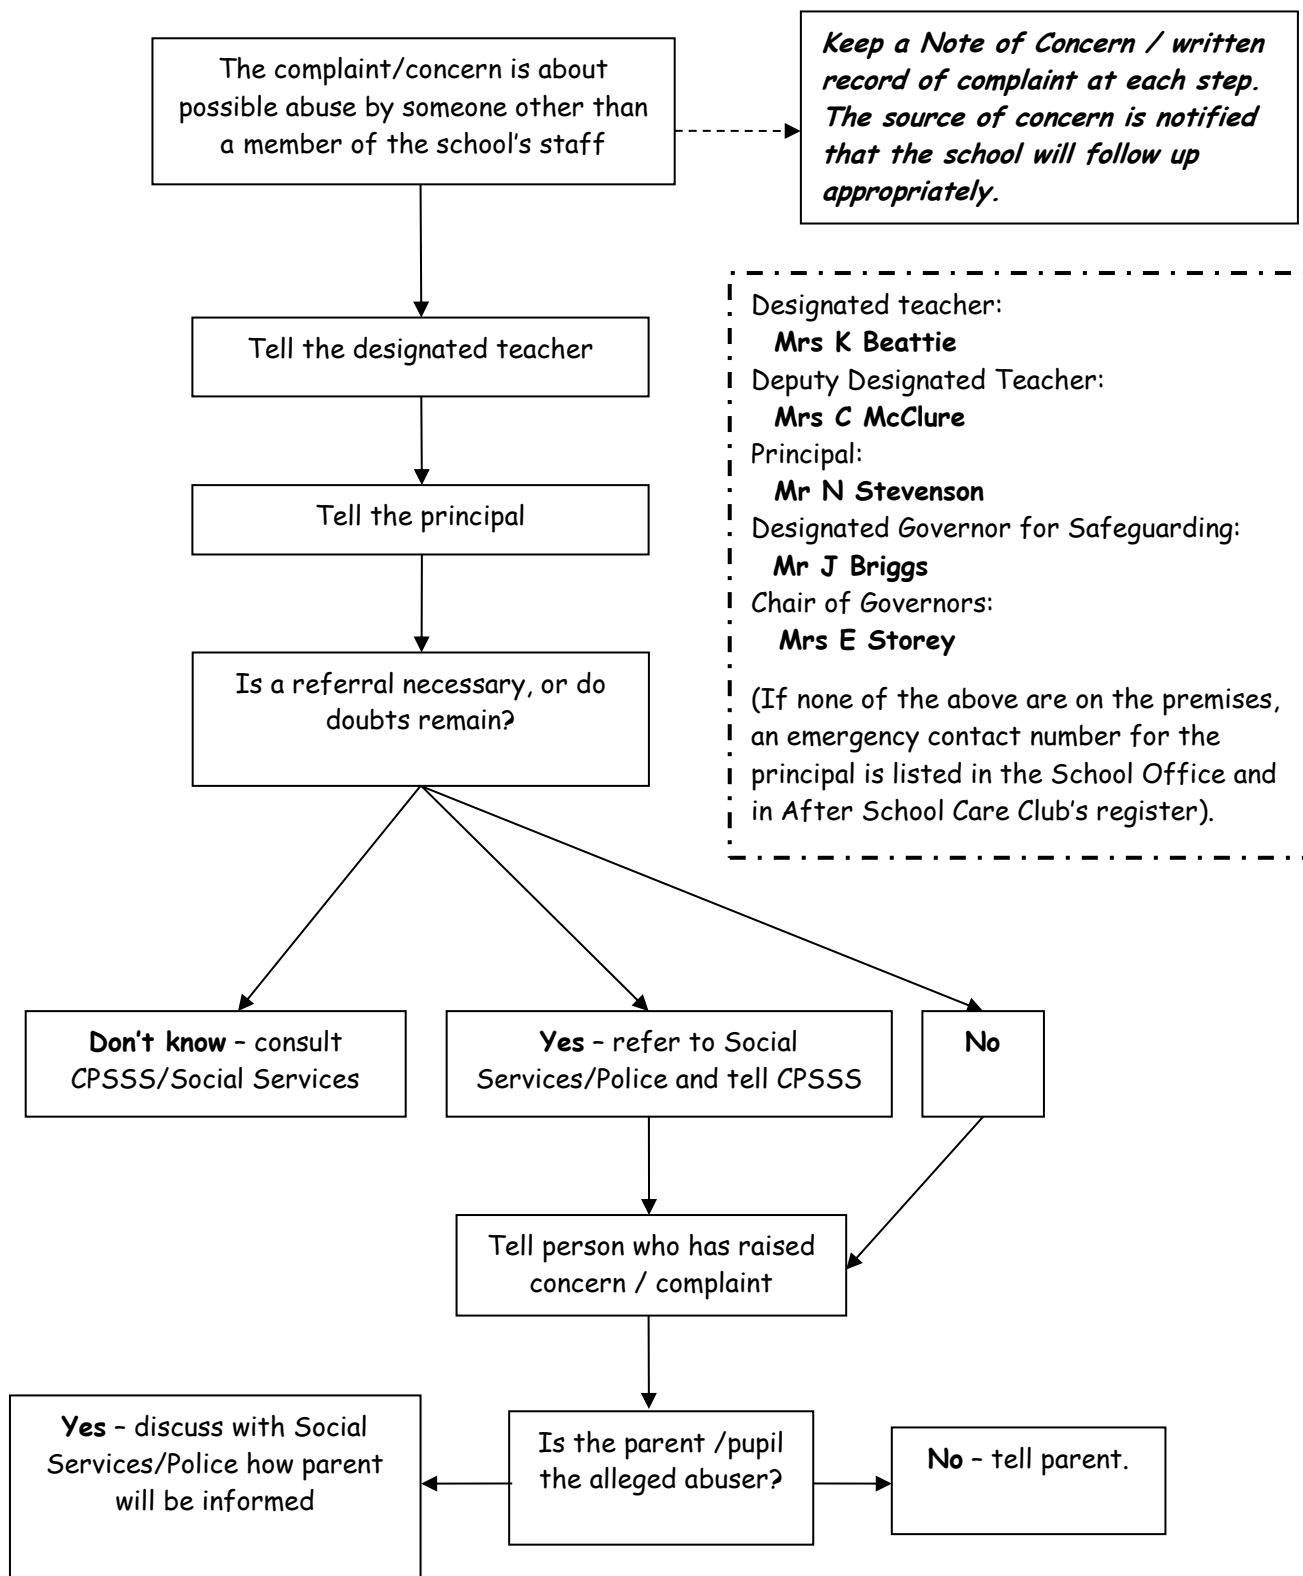 The complaint/concern is about
possible abuse by someone other than
a member of the school's staff
Keep a Note of Concern / written
record of complaint at each step.
The source of concern is notified
that the school will follow up
appropriately.
Tell the designated teacher
Tell the principal
Is a referral necessary, or do
doubts remain?
Designated teacher:
Mrs K Beattie
Deputy Designated Teacher:
Mrs C McClure
Principal:
Mr N Stevenson
Designated Governor for Safeguarding:
Mr J Briggs
Chair of Governors:
Mrs E Storey
(If none of the above are on the premises,
an emergency contact number for the
principal is listed in the School Office and
in After School Care Club's register).
Don't know – consult
CPSSS/Social Services
Yes – refer to Social
Services/Police and tell CPSSS
No
Tell person who has raised
concern / complaint
Yes – discuss with Social
Services/Police how parent
will be informed
Is the parent /pupil
the alleged abuser?
No – tell parent.